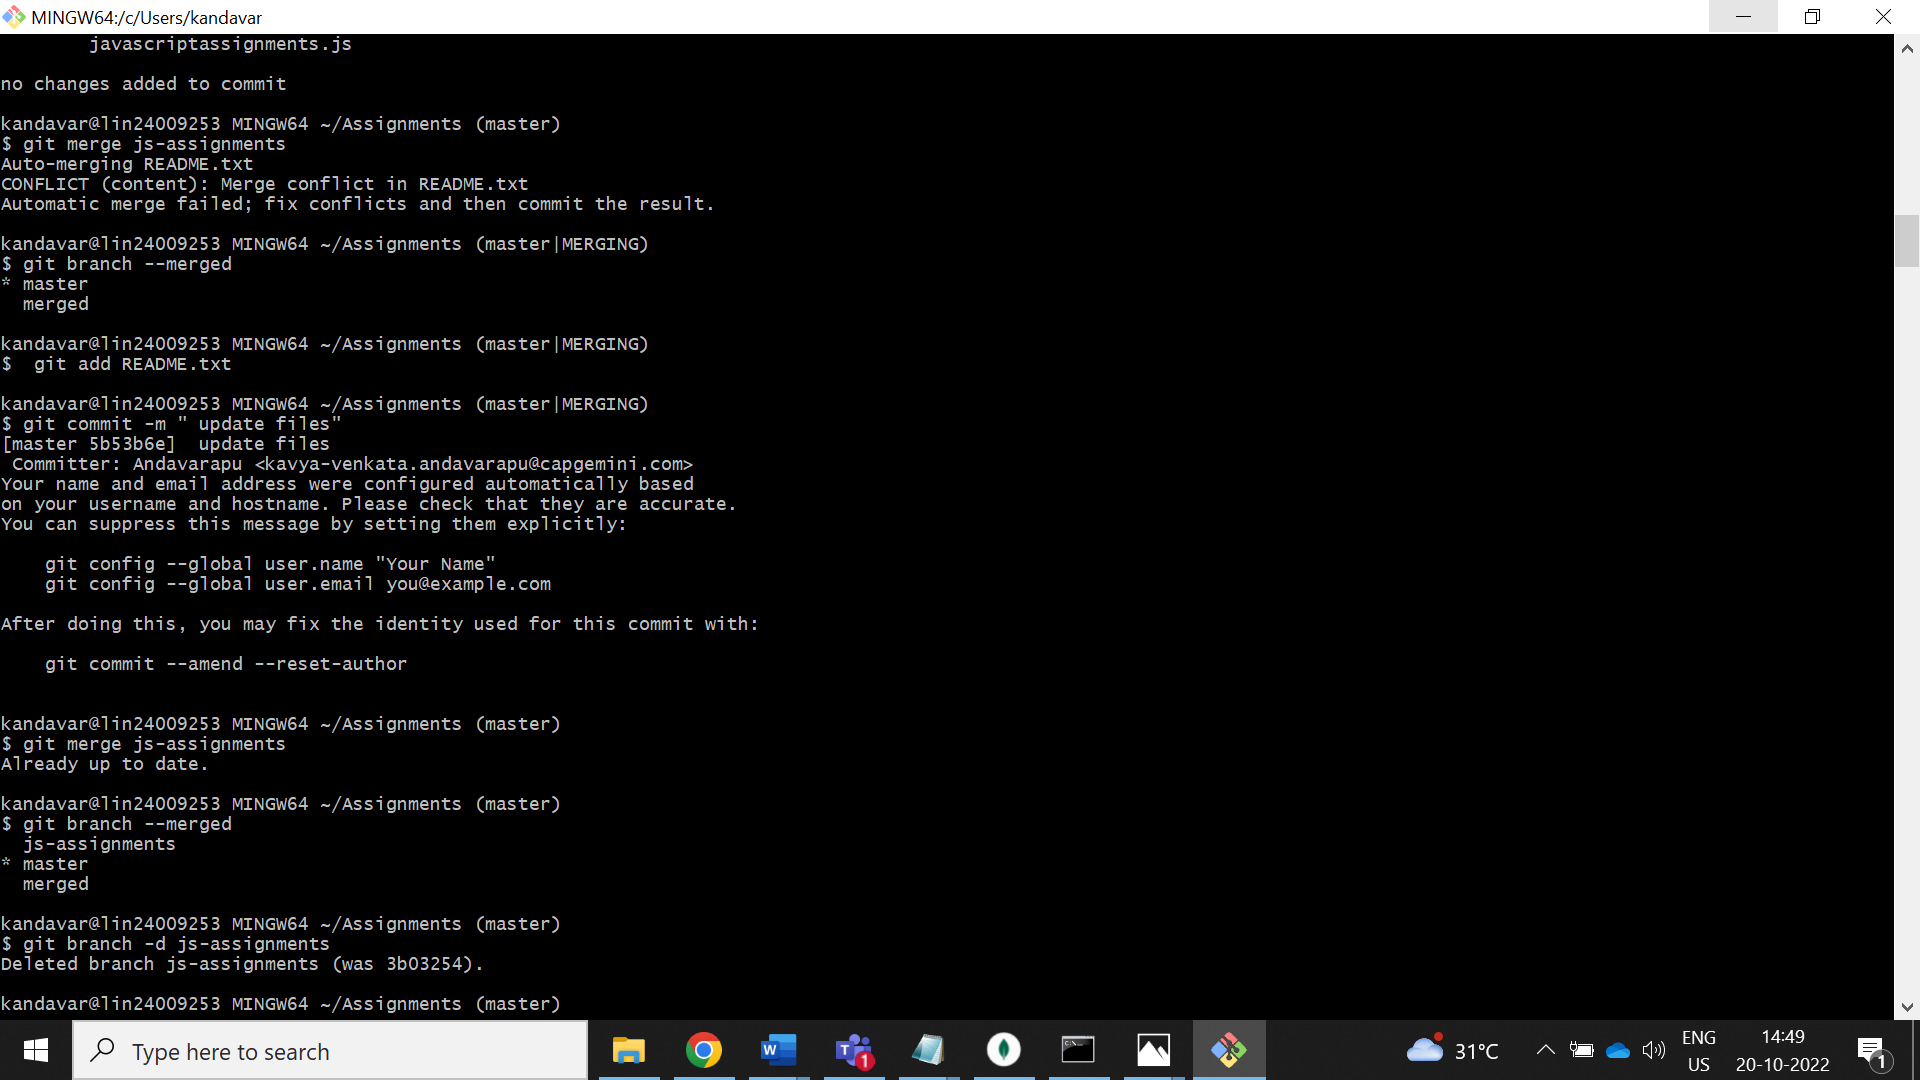 MINGW64:/c/Users/kandavar
javascriptassignments.js
no changes added to commit
kandavar@lin24009253 MINGW64 ~/Assignments (master)
$ git merge js-assignments
Auto-merging README.txt
CONFLICT (content): Merge conflict in README.txt
Automatic merge failed; fix conflicts and then commit the result.
kandavar@lin24009253 MINGW64 ~/Assignments (master|MERGING)
$ git branch --merged
* master
  merged
kandavar@lin24009253 MINGW64 ~/Assignments (master|MERGING)
$  git add README.txt
kandavar@lin24009253 MINGW64 ~/Assignments (master|MERGING)
$ git commit -m " update files"
[master 5b53b6e]  update files
 Committer: Andavarapu <kavya-venkata.andavarapu@capgemini.com>
Your name and email address were configured automatically based
on your username and hostname. Please check that they are accurate.
You can suppress this message by setting them explicitly:
    git config --global user.name "Your Name"
    git config --global user.email you@example.com
After doing this, you may fix the identity used for this commit with:
    git commit --amend --reset-author
kandavar@lin24009253 MINGW64 ~/Assignments (master)
$ git merge js-assignments
Already up to date.
kandavar@lin24009253 MINGW64 ~/Assignments (master)
$ git branch --merged
  js-assignments
* master
  merged
kandavar@lin24009253 MINGW64 ~/Assignments (master)
$ git branch -d js-assignments
Deleted branch js-assignments (was 3b03254).
kandavar@lin24009253 MINGW64 ~/Assignments (master)
Type here to search
W
T
1
31°C
ENG
US
14:49
20-10-2022
1